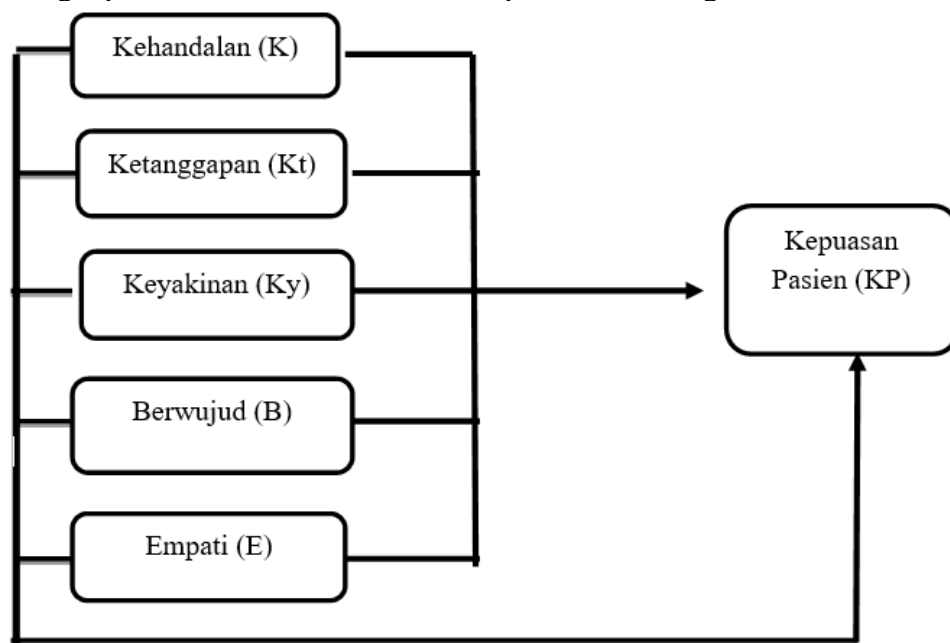 Kehandalan (K)
Ketanggapan (Kt)
Keyakinan (Ky)
Berwujud (B)
Empati (E)
Kepuasan
Pasien (KP)